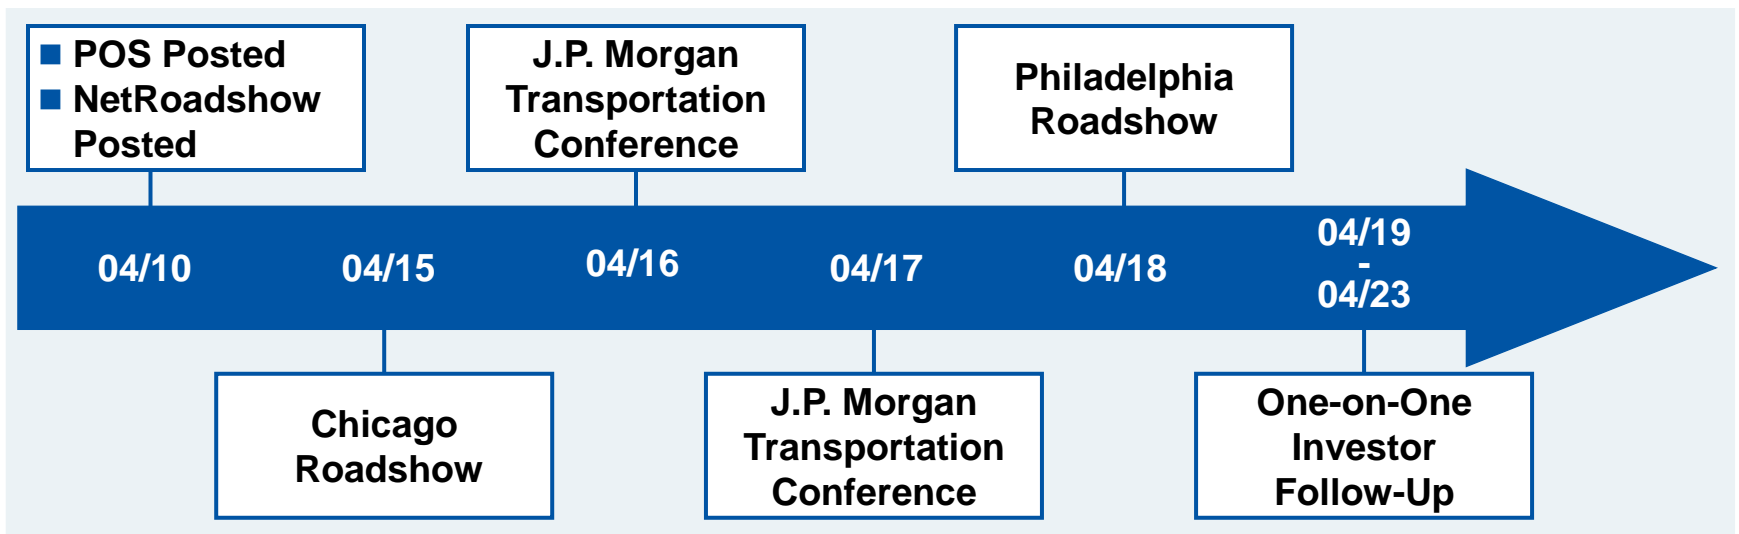 POS Posted
NetRoadshow
Posted
J.P. Morgan
Transportation
Conference
Philadelphia
Roadshow
04/10
04/15
04/16
04/17
04/18
04/19
-
04/23
Chicago
Roadshow
J.P. Morgan
Transportation
Conference
One-on-One
Investor
Follow-Up